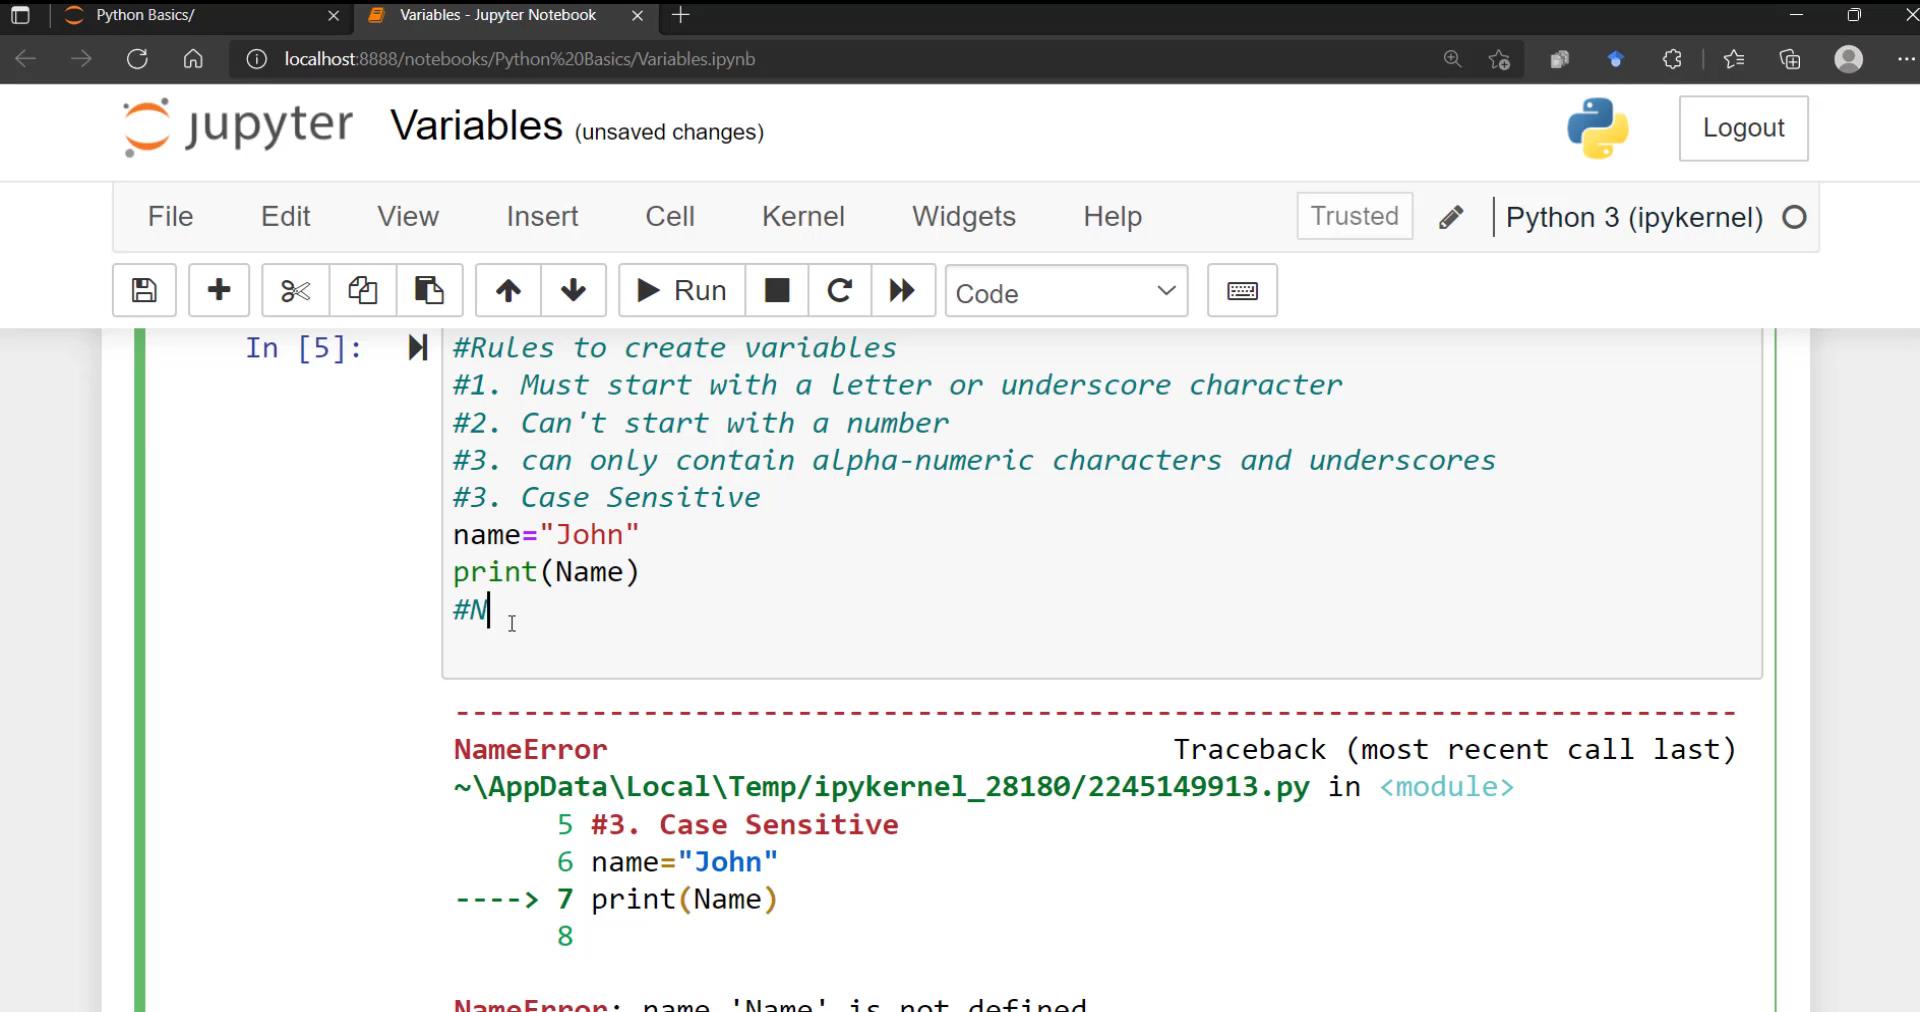 Python Basics/
Variables - Jupyter Notebook
localhost:8888/notebooks/Python%20Basics/Variables.ipynb
jupyter Variables (unsaved changes)
Logout
File Edit View Insert Cell Kernel Widgets Help Trusted Python 3 (ipykernel)
Run Code
In [5]: #Rules to create variables
#1. Must start with a letter or underscore character
#2. Can't start with a number
#3. can only contain alpha-numeric characters and underscores
#3. Case Sensitive
name="John"
print(Name)
#N
---------------------------------------------------------------------------
NameError Traceback (most recent call last)
~\AppData\Local\Temp/ipykernel_28180/2245149913.py in <module>
5 #3. Case Sensitive
6 name="John"
----> 7 print(Name)
8
NameError: name 'Name' is not defined